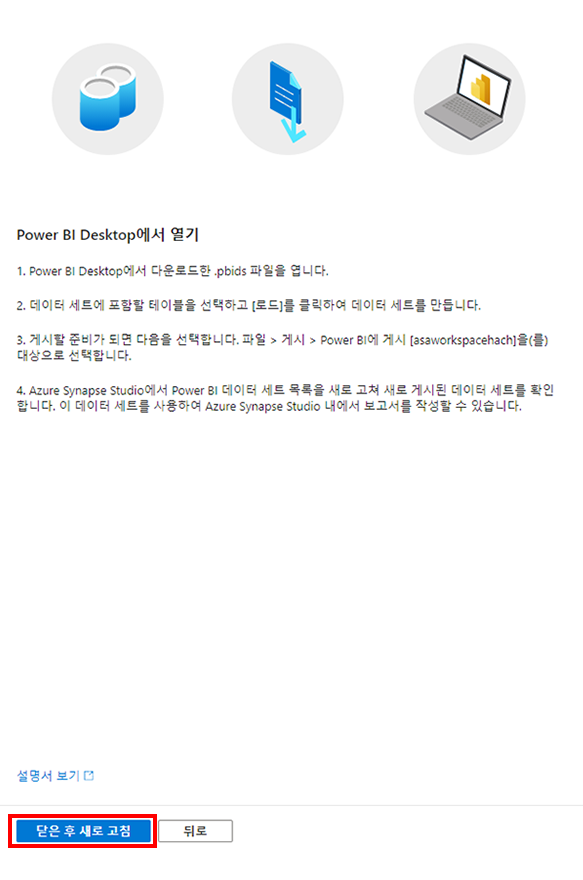 Power BI Desktop에서 열기
1. Power BI Desktop에서 다운로드한 .pbids 파일을 엽니다.
2. 데이터 세트에 포함할 테이블을 선택하고 [로드]를 클릭하여 데이터 세트를 만듭니다.
3. 게시할 준비가 되면 다음을 선택합니다. 파일 > 게시 > Power BI에 게시 [asaworkspacehach]을(를)
대상으로 선택합니다.
4. Azure Synapse Studio에서 Power BI 데이터 세트 목록을 새로 고쳐 새로 게시된 데이터 세트를 확인
합니다. 이 데이터 세트를 사용하여 Azure Synapse Studio 내에서 보고서를 작성할 수 있습니다.
설명서 보기
닫은 후 새로 고침
뒤로